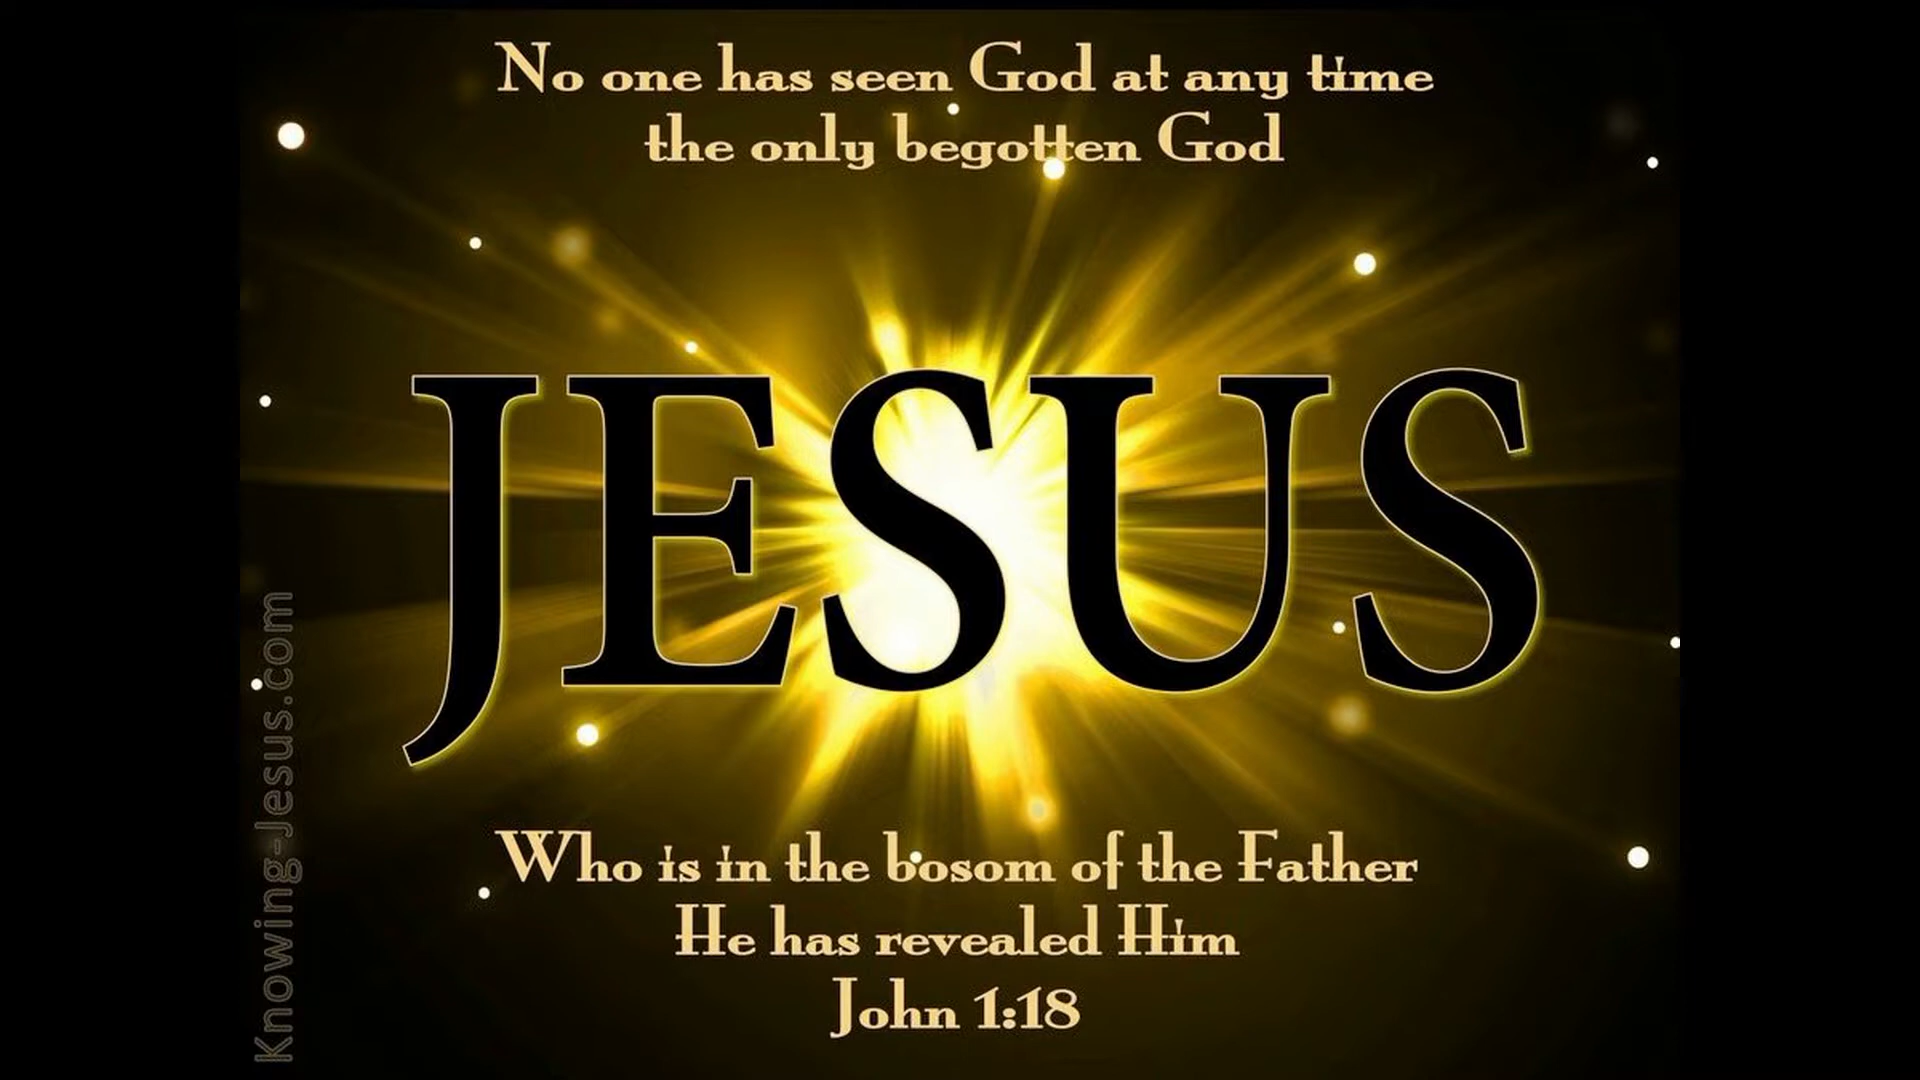 No one has seen God at any time
the only begotten God
JESUS
Who is in the bosom of the Father
He has revealed Him
John 1:18
Knowing-Jesus.com